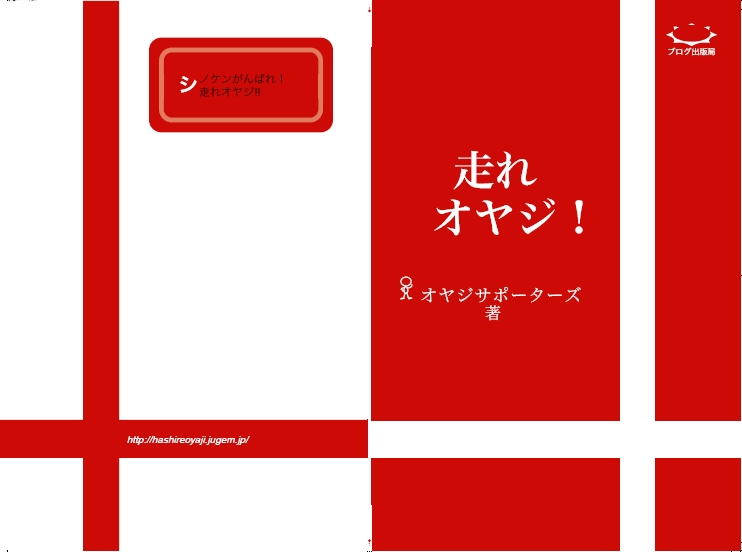 シノケンがんばれ！
走れオヤジ!!
http://hashireoyaji.jugem.jp/
ブログ出版局
走れ
オヤジ！
オヤジサポーターズ
著